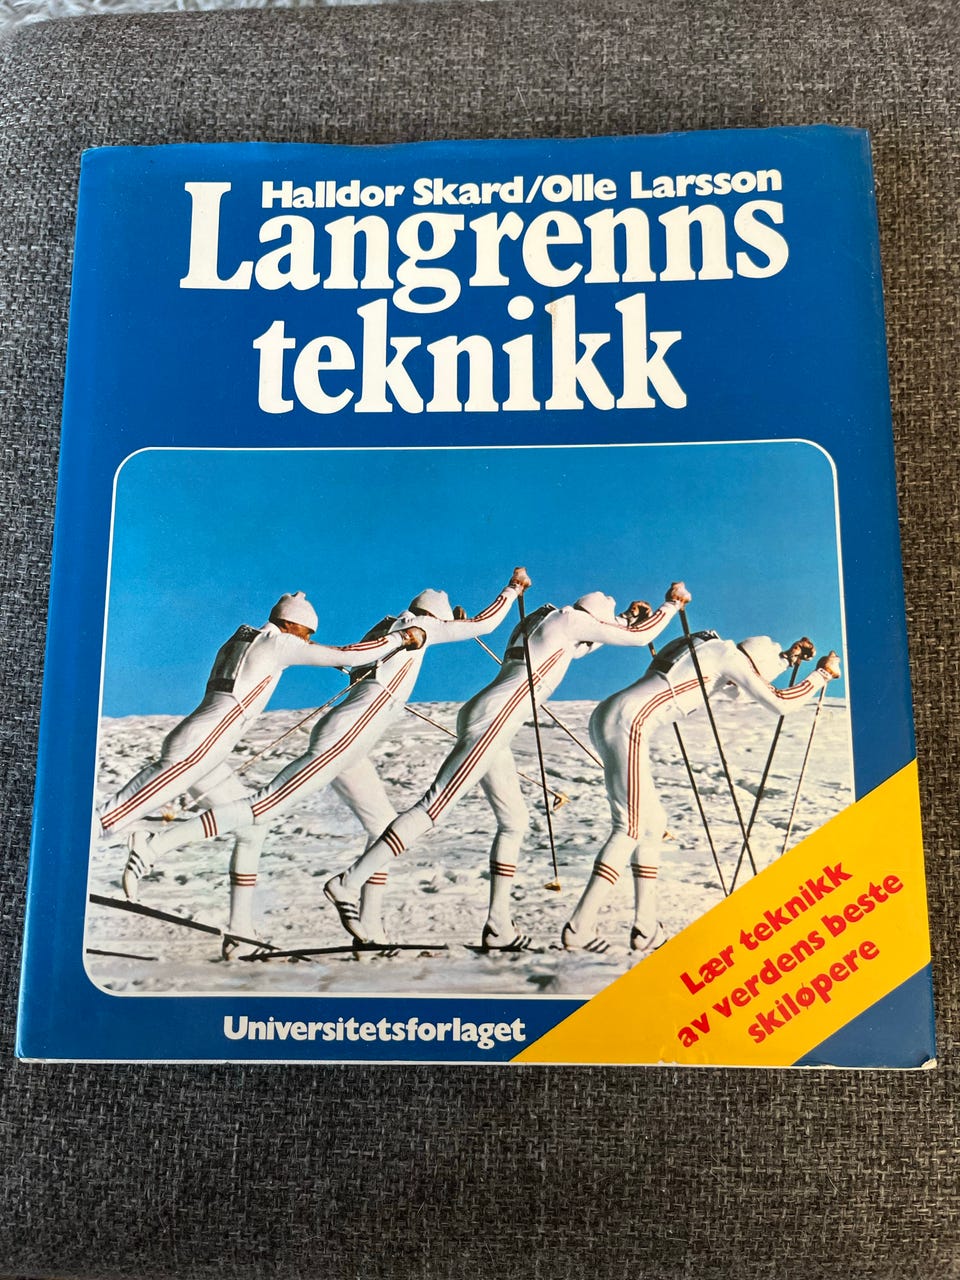 Halldor Skard/Olle Larsson
Langrenns
teknikk
Lær teknikk
av verdens beste
skiløpere
Universitetsforlaget